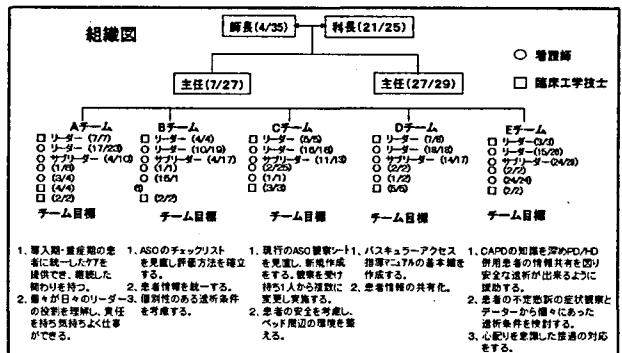 組織図
師長(4/35)
科長(21/25)
主任(7/27)
主任(27/29)
○ 看護師
□ 臨床工学技士
Aチーム
□ リーダー (7/7)
○ リーダー (17/23)
○ サブリーダー (4/10)
○ (1/6)
○ (3/4)
□ (4/4)
□ (2/2)
チーム目標
1、導入期・重症期の患
者に統一したケアを
提供でき、継続した
関わりを持つ。
2、個々が日々のリーダー
の役割を理解し、責任
を持ち気持ちよく仕事
ができる。
Bチーム
□ リーダー (4/4)
○ リーダー (10/19)
○ サブリーダー (4/17)
○ (1/1)
○ (16/1
6)
□ (2/2)
チーム目標
1、ASOのチェックリスト
を見直し評価方法を確立
する。
2、患者情報を統一する。
3、個別性のある透析条件
を考慮する。
Cチーム
□ リーダー (5/5)
○ リーダー (16/16)
○ サブリーダー (11/13)
○ (2/25)
○ (1/1)
□ (3/3)
チーム目標
1、現行のASO観察シート
を見直し、新規作成
をする。観察を受け
持ち1人から複数に
変更し実施する。
2、患者の安全を考慮し、
ベッド周辺の環境を整
える。
Dチーム
□ リーダー (7/8)
○ リーダー (18/18)
○ サブリーダー (14/17)
○ (2/2)
○ (1/2)
□ (5/5)
チーム目標
1、バスキュラーアクセス
指導マニュアルの基本編を
作成する。
2、患者情報の共有化。
Eチーム
□ リーダー (3/3)
○ リーダー (15/26)
○ サブリーダー (24/28)
○ (2/2)
○ (24/24)
□ (2/2)
チーム目標
1、CAPDの知識を深めPD/HD
併用患者の情報共有を図り
安全な透析が出来るように
援助する。
2、患者の不定愁訴の症状観察と
データーから個々にあった
透析条件を検討する。
3、心配りを意識した接遇の対応
をする。